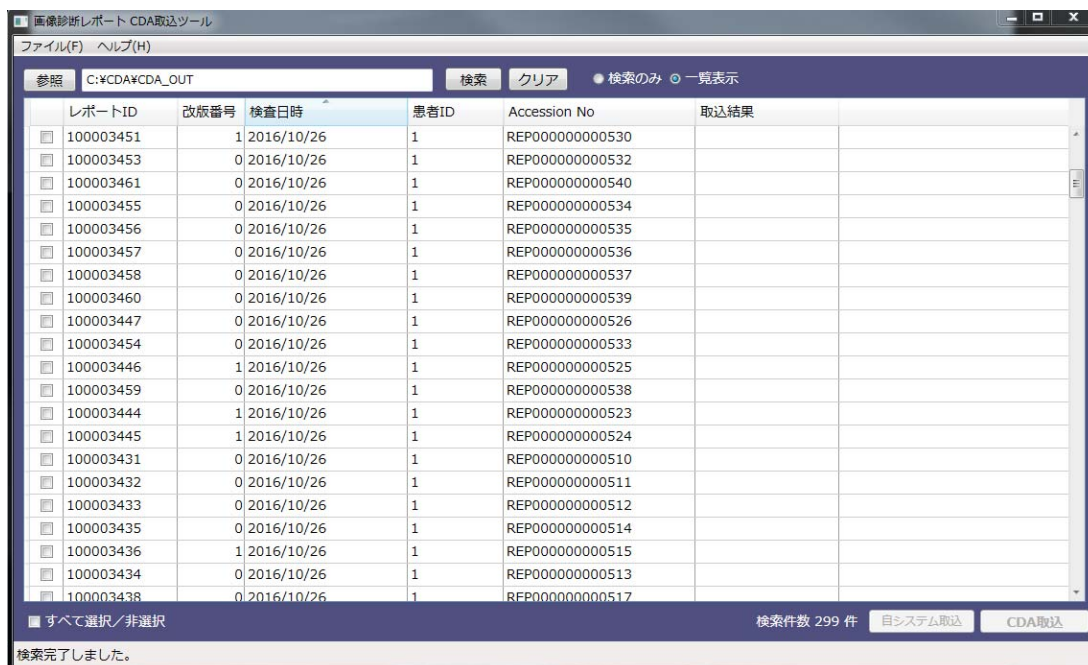 画像診断レポート CDA取込ツール
ファイル(F) ヘルプ(H)
参照 C:¥CDA¥CDA_OUT 検索 クリア 検索のみ 一覧表示
レポートID 改版番号 検査日時 患者ID Accession No 取込結果
100003451 1 2016/10/26 1 REP000000000530
100003453 0 2016/10/26 1 REP000000000532
100003461 0 2016/10/26 1 REP000000000540
100003455 0 2016/10/26 1 REP000000000534
100003456 0 2016/10/26 1 REP000000000535
100003457 0 2016/10/26 1 REP000000000536
100003458 0 2016/10/26 1 REP000000000537
100003460 0 2016/10/26 1 REP000000000539
100003447 0 2016/10/26 1 REP000000000526
100003454 0 2016/10/26 1 REP000000000533
100003446 1 2016/10/26 1 REP000000000525
100003459 0 2016/10/26 1 REP000000000538
100003444 1 2016/10/26 1 REP000000000523
100003445 1 2016/10/26 1 REP000000000524
100003431 0 2016/10/26 1 REP000000000510
100003432 0 2016/10/26 1 REP000000000511
100003433 0 2016/10/26 1 REP000000000512
100003435 0 2016/10/26 1 REP000000000514
100003436 1 2016/10/26 1 REP000000000515
100003434 0 2016/10/26 1 REP000000000513
100003438 0 2016/10/26 1 REP000000000517
すべて選択/非選択 検索件数 299 件 自システム取込 CDA取込
検索完了しました。